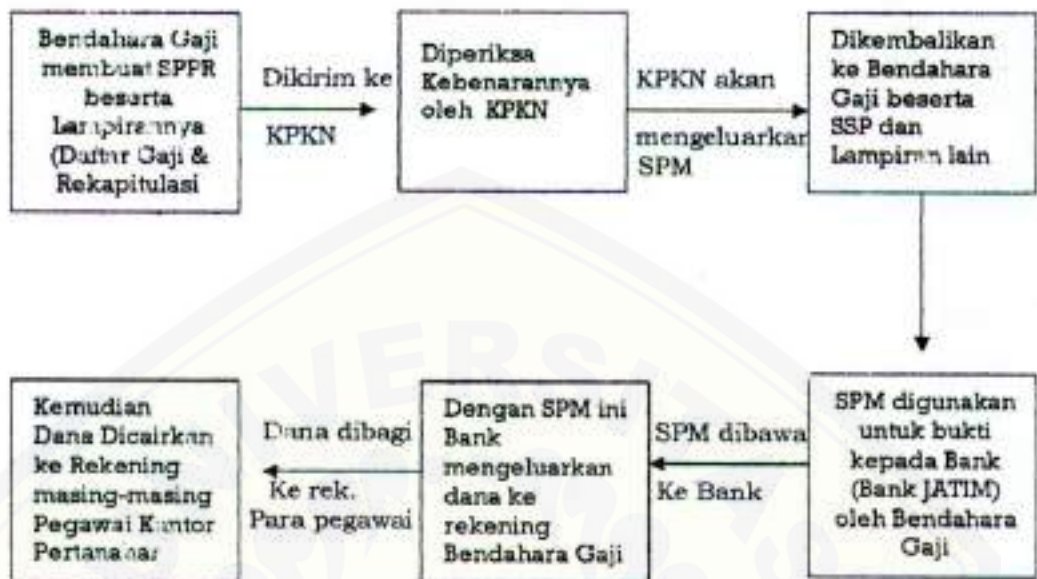 Bendahara Gaji
membuat SPPR
beserta
Lampirannya
(Daftar Gaji &
Rekapitulasi
Dikirim ke
KPKN
Diperiksa
Kebenarannya
oleh KPKN
KPKN akan
mengeluarkan
SPM
Dikembalikan
ke Bendahara
Gaji beserta
SSP dan
Lampiran lain
SPM digunakan
untuk bukti
kepada Bank
(Bank JATIM)
oleh Bendahara
Gaji
SPM dibawa
Ke Bank
Dengan SPM ini
Bank
mengeluarkan
dana ke
rekening
Bendahara Gaji
Dana dibagi
Ke rek.
Para pegawai
Kemudian
Dana Dicairkan
ke Rekening
masing-masing
Pegawai Kantor
Pertanahan